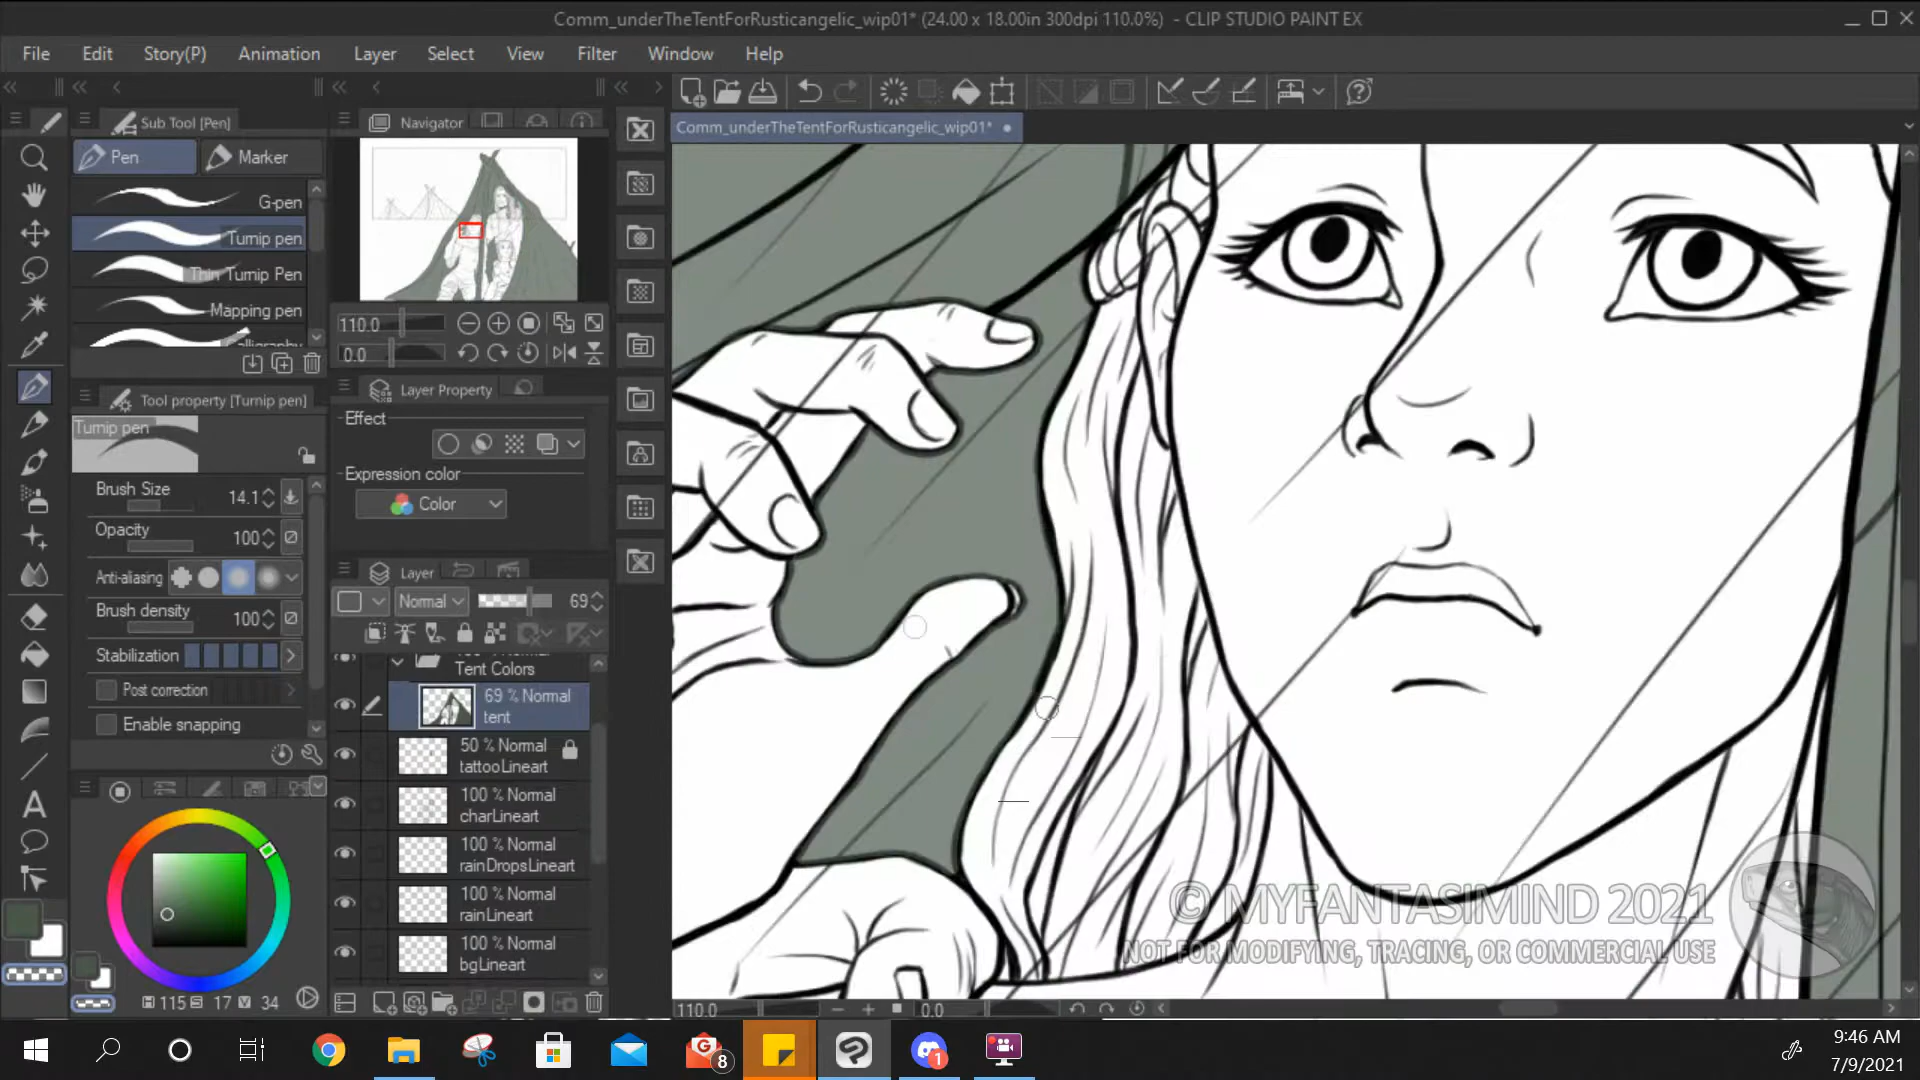 Comm_underTheTentForRusticangelic_wip01* (24.00 x 18.00in 300dpi 110.0%) - CLIP STUDIO PAINT EX
File Edit Story(P) Animation Layer Select View Filter Window Help
Sub Tool [Pen]
Navigator
Comm_underTheTentForRusticangelic_wip01*
Pen Marker
G-pen
Turnip pen
Thin Turnip Pen
Mapping pen
Calligraphy
110.0
0.0
Tool property [Turnip pen]
Turnip pen
Brush Size 14.1
Opacity 100
Anti-aliasing
Brush density 100
Stabilization
Post correction
Enable snapping
Layer Property
Effect
Expression color
Color
Layer
Normal 69
Tent Colors
69 % Normal
tent
50 % Normal
tattooLineart
100 % Normal
charLineart
100 % Normal
rainDropsLineart
100 % Normal
rainLineart
100 % Normal
bgLineart
H 115 S 17 V 34
110.0 0.0
© MYFANTASIMIND 2021
NOT FOR MODIFYING, TRACING, OR COMMERCIAL USE
8
1
9:46 AM
7/9/2021